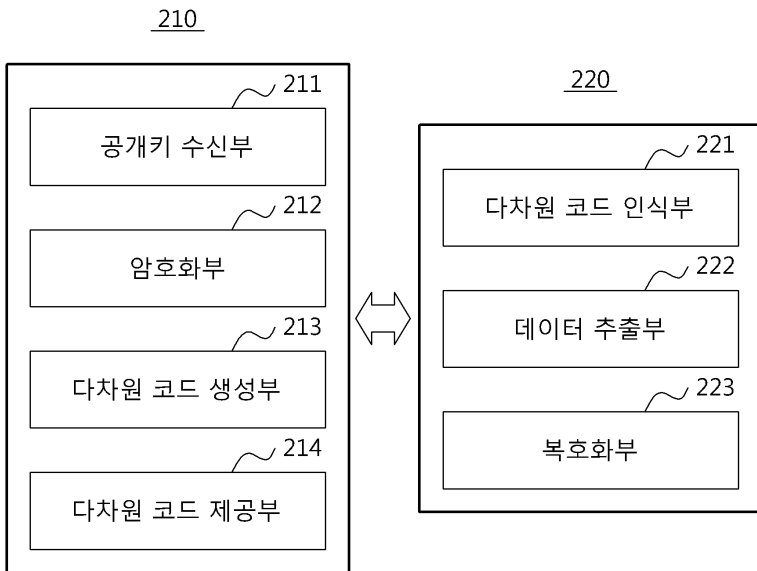 210
211
공개키 수신부
212
암호화부
213
다차원 코드 생성부
214
다차원 코드 제공부
220
221
다차원 코드 인식부
222
데이터 추출부
223
복호화부